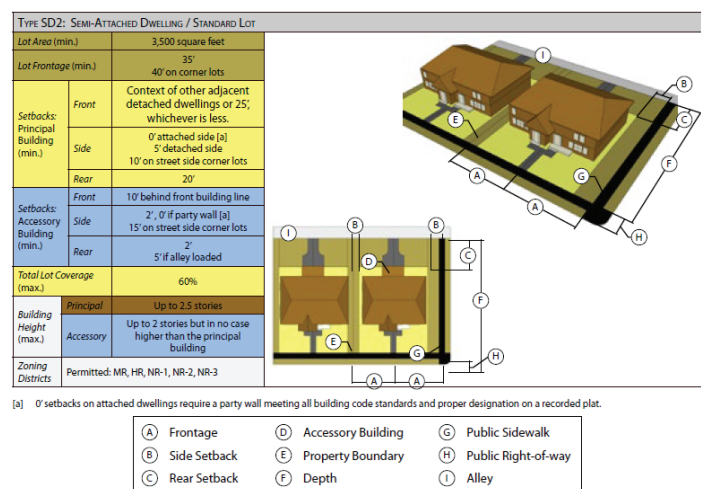 TYPE SD2: SEMI-ATTACHED DWELLING / STANDARD LOT
Lot Area (min.)
3,500 square feet
Lot Frontage (min.)
35'
40' on corner lots
Setbacks:
Principal
Building
(min.)
Front
Context of other adjacent
detached dwellings or 25',
whichever is less.
Side
0' attached side [a]
5' detached side
10' on street side corner lots
Rear
20'
Setbacks:
Accessory
Building
(min.)
Front
10' behind front building line
Side
2', 0' if party wall [a]
15' on street side corner lots
Rear
2'
5' if alley loaded
Total Lot Coverage
(max.)
60%
Building
Height
(max.)
Principal
Up to 2.5 stories
Accessory
Up to 2 stories but in no case
higher than the principal
building
Zoning
Districts
Permitted: MR, HR, NR-1, NR-2, NR-3
I
B
C
E
F
G
A
A
H
B
B
I
C
D
F
E
G
H
A
A
[a] 0' setbacks on attached dwellings require a party wall meeting all building code standards and proper designation on a recorded plat.
A Frontage
B Side Setback
C Rear Setback
D Accessory Building
E Property Boundary
F Depth
G Public Sidewalk
H Public Right-of-way
I Alley